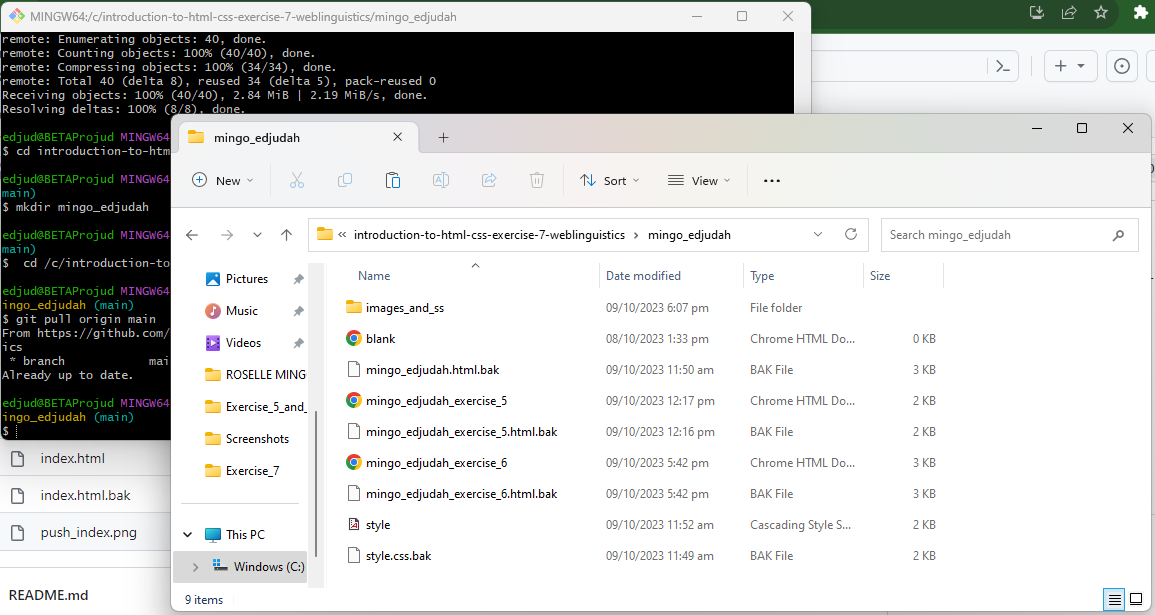 MINGW64:/c/introduction-to-html-css-exercise-7-weblinguistics/mingo_edjudah
remote: Enumerating objects: 40, done.
remote: Counting objects: 100% (40/40), done.
remote: Compressing objects: 100% (34/34), done.
remote: Total 40 (delta 8), reused 34 (delta 5), pack-reused 0
Receiving objects: 100% (40/40), 2.84 MiB | 2.19 MiB/s, done.
Resolving deltas: 100% (8/8), done.
edjud@BETAProjud MINGW64
$ cd introduction-to-htm
edjud@BETAProjud MINGW64
main)
$ mkdir mingo_edjudah
edjud@BETAProjud MINGW64
main)
$  cd /c/introduction-to
edjud@BETAProjud MINGW64
ingo_edjudah (main)
$ git pull origin main
From https://github.com/
ics
 * branch            mai
Already up to date.
edjud@BETAProjud MINGW64
ingo_edjudah (main)
$
index.html
index.html.bak
push_index.png
README.md
mingo_edjudah
New
Sort
View
introduction-to-html-css-exercise-7-weblinguistics > mingo_edjudah
Search mingo_edjudah
Pictures
Music
Videos
ROSELLE MING
Exercise_5_and_
Screenshots
Exercise_7
This PC
Windows (C:)
Name Date modified Type Size
images_and_ss 09/10/2023 6:07 pm File folder
blank 08/10/2023 1:33 pm Chrome HTML Do... 0 KB
mingo_edjudah.html.bak 09/10/2023 11:50 am BAK File 3 KB
mingo_edjudah_exercise_5 09/10/2023 12:17 pm Chrome HTML Do... 2 KB
mingo_edjudah_exercise_5.html.bak 09/10/2023 12:16 pm BAK File 2 KB
mingo_edjudah_exercise_6 09/10/2023 5:42 pm Chrome HTML Do... 3 KB
mingo_edjudah_exercise_6.html.bak 09/10/2023 5:42 pm BAK File 3 KB
style 09/10/2023 11:52 am Cascading Style S... 2 KB
style.css.bak 09/10/2023 11:49 am BAK File 2 KB
9 items